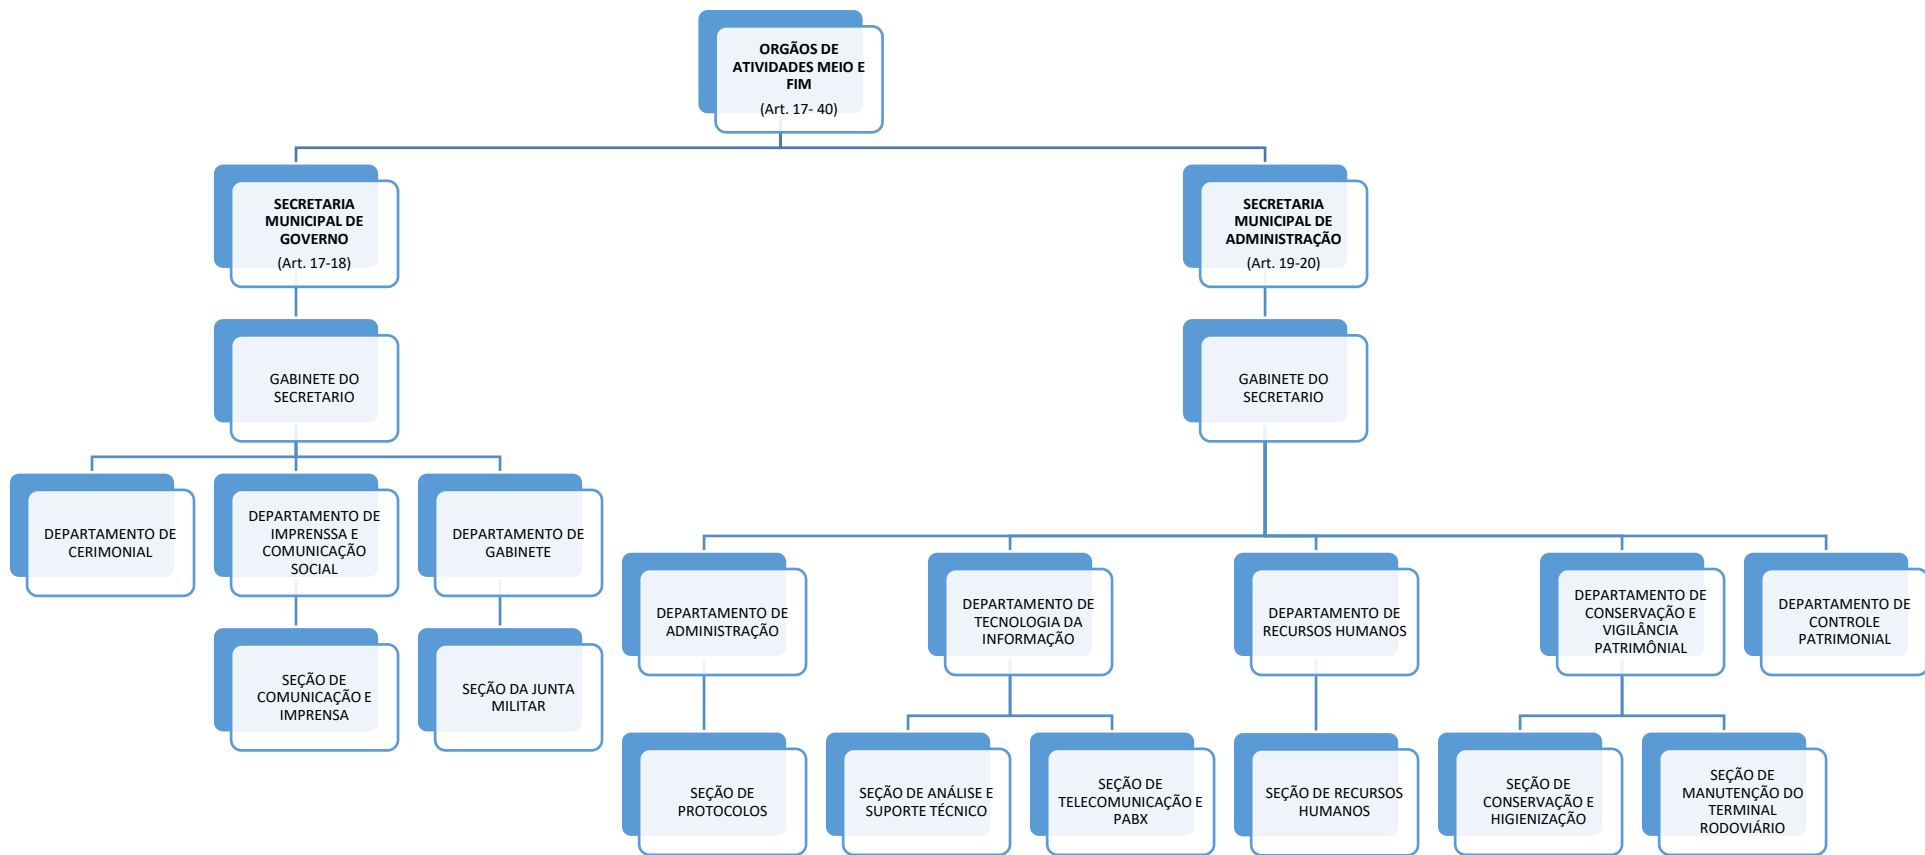 ORGÃOS DE
ATIVIDADES MEIO E
FIM
(Art. 17- 40)
SECRETARIA
MUNICIPAL DE
GOVERNO
(Art. 17-18)
SECRETARIA
MUNICIPAL DE
ADMINISTRAÇÃO
(Art. 19-20)
GABINETE DO
SECRETARIO
GABINETE DO
SECRETARIO
DEPARTAMENTO DE
CERIMONIAL
DEPARTAMENTO DE
IMPRENSSA E
COMUNICAÇÃO
SOCIAL
DEPARTAMENTO DE
GABINETE
DEPARTAMENTO DE
ADMINISTRAÇÃO
DEPARTAMENTO DE
TECNOLOGIA DA
INFORMAÇÃO
DEPARTAMENTO DE
RECURSOS HUMANOS
DEPARTAMENTO DE
CONSERVAÇÃO E
VIGILÂNCIA
PATRIMÔNIAL
DEPARTAMENTO DE
CONTROLE
PATRIMONIAL
SEÇÃO DE
COMUNICAÇÃO E
IMPRENSA
SEÇÃO DA JUNTA
MILITAR
SEÇÃO DE
PROTOCOLOS
SEÇÃO DE ANÁLISE E
SUPORTE TÉCNICO
SEÇÃO DE
TELECOMUNICAÇÃO E
PABX
SEÇÃO DE RECURSOS
HUMANOS
SEÇÃO DE
CONSERVAÇÃO E
HIGIENIZAÇÃO
SEÇÃO DE
MANUTENÇÃO DO
TERMINAL
RODOVIÁRIO